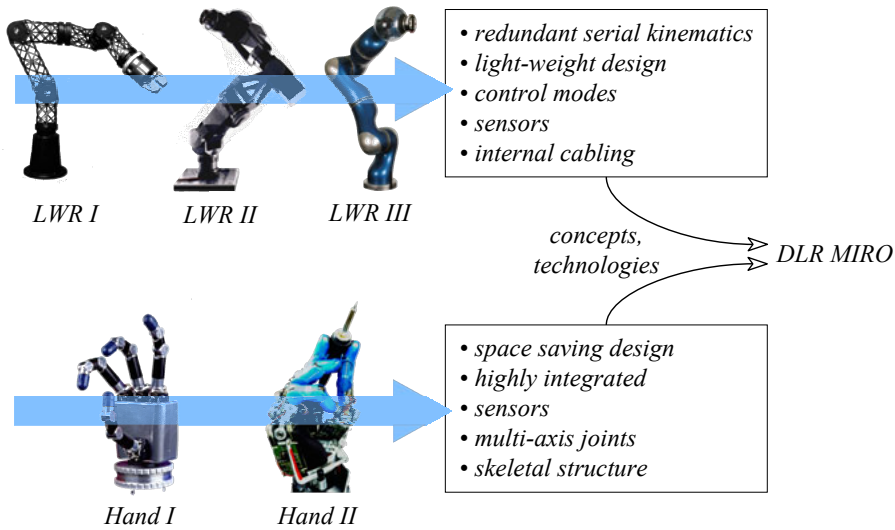 • redundant serial kinematics
• light-weight design
• control modes
• sensors
• internal cabling
LWR I
LWR II
LWR III
concepts,
technologies
DLR MIRO
• space saving design
• highly integrated
• sensors
• multi-axis joints
• skeletal structure
Hand I
Hand II